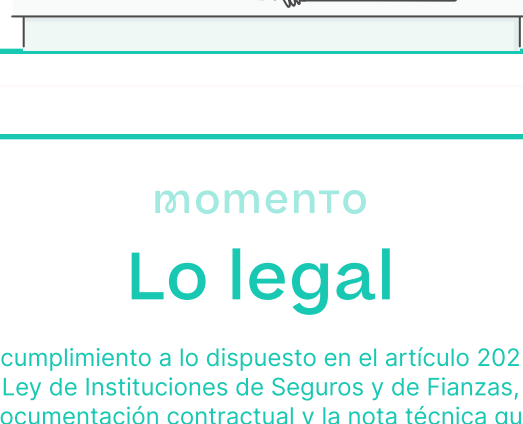 momento
Lo legal
cumplimiento a lo dispuesto en el artículo 202
Ley de Instituciones de Seguros y de Fianzas,
ocumentación contractual y la nota técnica qu